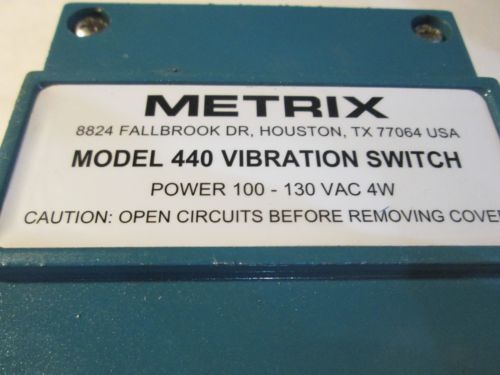 METRIX
8824 FALLBROOK DR, HOUSTON, TX 77064 USA
MODEL 440 VIBRATION SWITCH
POWER 100 - 130 VAC 4W
CAUTION: OPEN CIRCUITS BEFORE REMOVING COVE